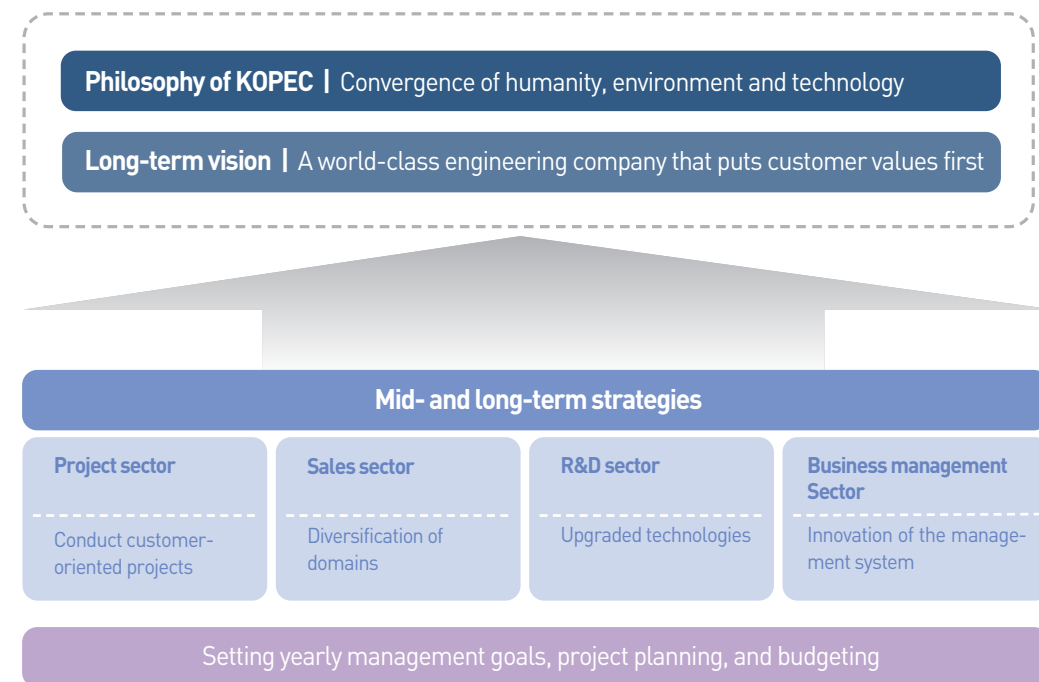 Philosophy of KOPEC | Convergence of humanity, environment and technology
Long-term vision | A world-class engineering company that puts customer values first
Mid- and long-term strategies
Project sector
Conduct customer-
oriented projects
Sales sector
Diversification of
domains
R&D sector
Upgraded technologies
Business management
Sector
Innovation of the manage-
ment system
Setting yearly management goals, project planning, and budgeting